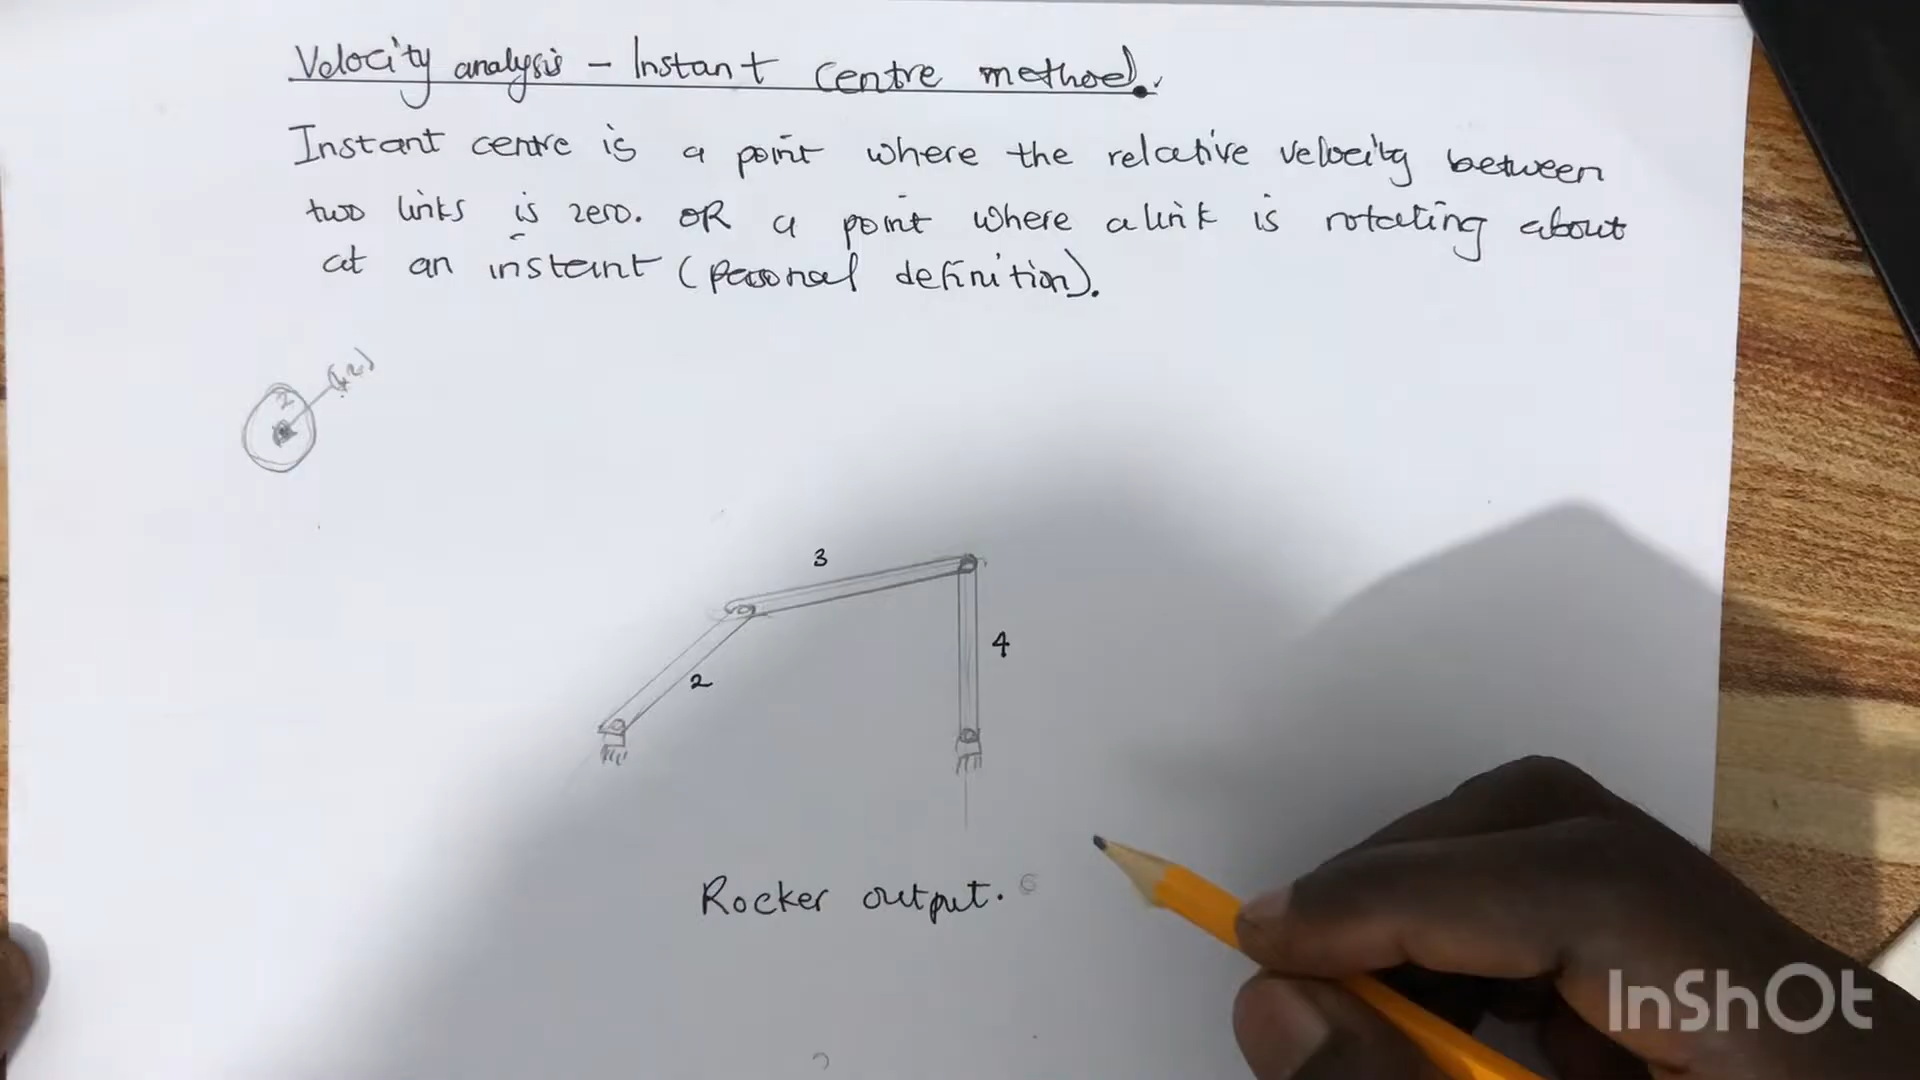 Velocity analysis - Instant centre method.
Instant centre is a point where the relative velocity between
two links is zero. OR a point where a link is rotating about
at an instant (personal definition).
2
3
4
2
Rocker output.
InShOt